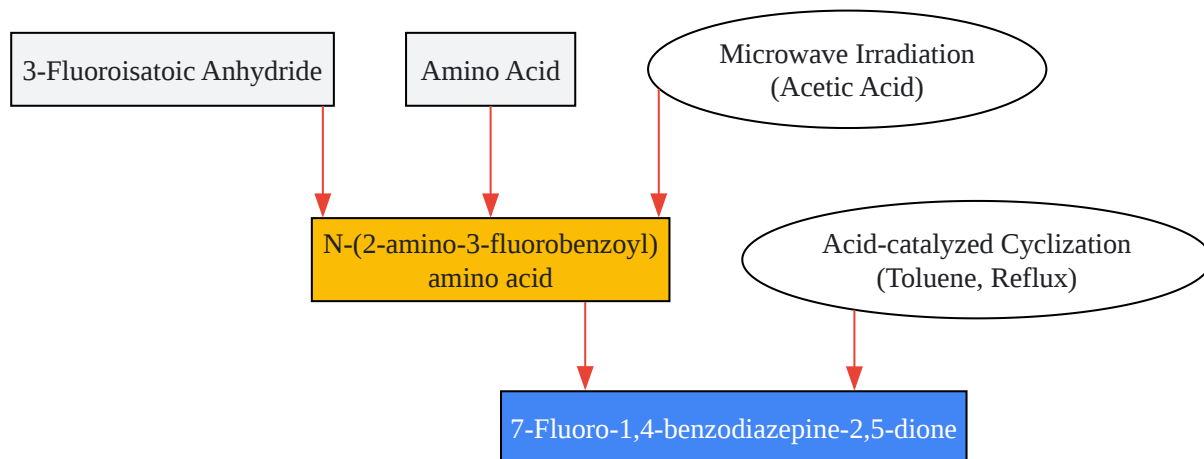 3-Fluoroisatoic Anhydride
Amino Acid
Microwave Irradiation
(Acetic Acid)
N-(2-amino-3-fluorobenzoyl)
amino acid
Acid-catalyzed Cyclization
(Toluene, Reflux)
7-Fluoro-1,4-benzodiazepine-2,5-dione